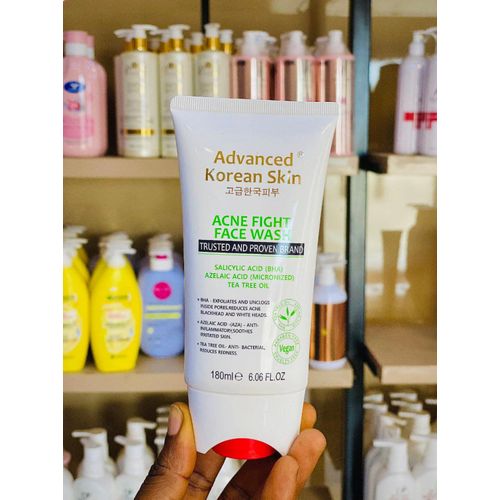 Advanced®
Korean Skin
고급한국피부
ACNE FIGHT
FACE WASH
TRUSTED AND PROVEN BRAND
SALICYLIC ACID (BHA)
AZELAIC ACID (MICRONIZED)
TEA TREE OIL
• BHA - EXFOLIATES AND UNCLOGS
INSIDE PORES,REDUCES ACNE
BLACKHEAD AND WHITE HEADS.
• AZELAIC ACID -(AZA) - ANTI-
INFLAMMATORY,SOOTHES
IRRITATED SKIN.
• TEA TREE OIL- ANTI- BACTERIAL,
REDUCES REDNESS
Vegan
CRUELTY FREE
180ml℮ 6.06 FL.OZ